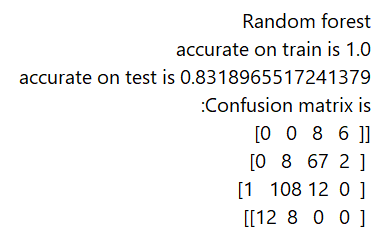 Random forest
accurate on train is 1.0
accurate on test is 0.8318965517241379
:Confusion matrix is
[0 0 8 6 ]]
[0 8 67 2 ]
[1 108 12 0 ]
[[12 8 0 0 ]